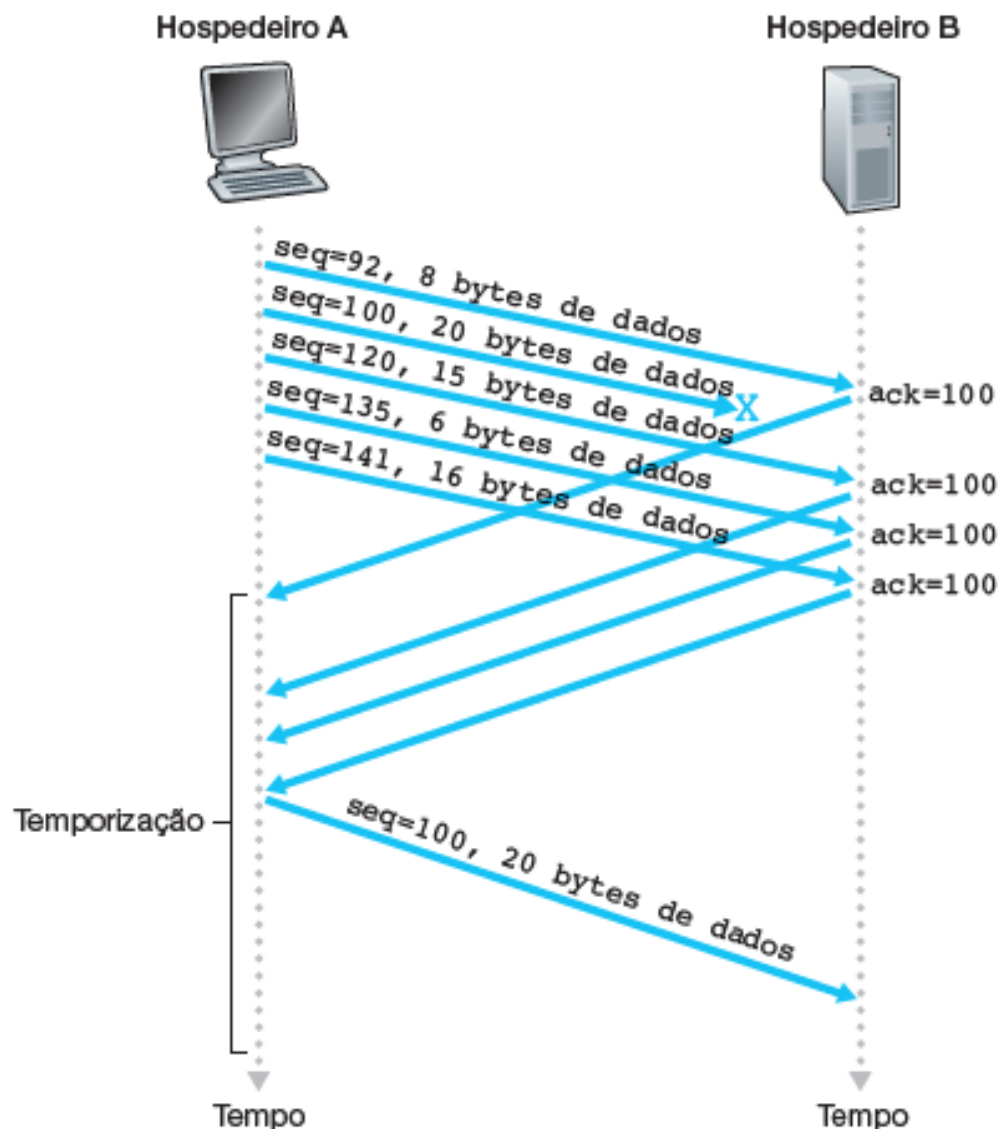 Hospedeiro A
Hospedeiro B
seq=92, 8 bytes de dados
seq=100, 20 bytes de dados
X
seq=120, 15 bytes de dados
seq=135, 6 bytes de dados
seq=141, 16 bytes de dados
ack=100
ack=100
ack=100
ack=100
Temporização
seq=100, 20 bytes de dados
Tempo
Tempo